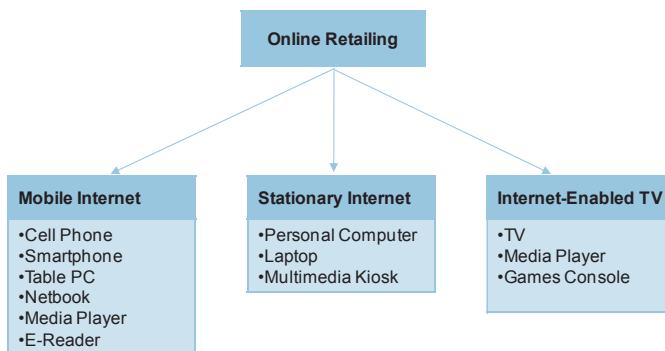 Online Retailing
Mobile Internet
•Cell Phone
•Smartphone
•Table PC
•Netbook
•Media Player
•E-Reader
Stationary Internet
•Personal Computer
•Laptop
•Multimedia Kiosk
Internet-Enabled TV
•TV
•Media Player
•Games Console